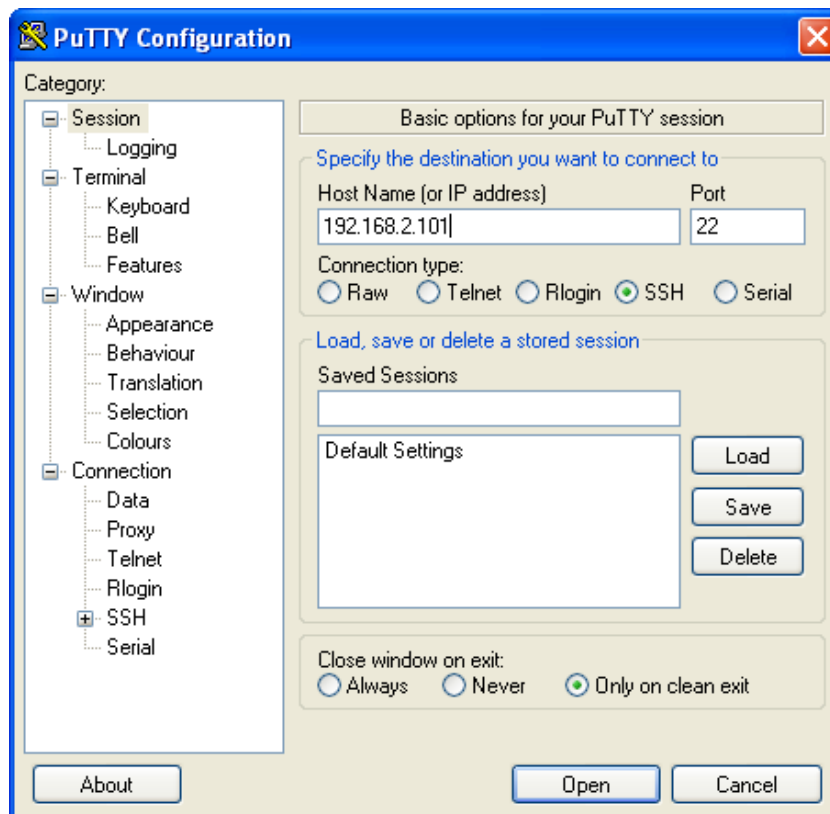 PuTTY Configuration
Category:
Session
Logging
Terminal
Keyboard
Bell
Features
Window
Appearance
Behaviour
Translation
Selection
Colours
Connection
Data
Proxy
Telnet
Rlogin
SSH
Serial
Basic options for your PuTTY session
Specify the destination you want to connect to
Host Name (or IP address) Port
192.168.2.101 22
Connection type:
Raw Telnet Rlogin SSH Serial
Load, save or delete a stored session
Saved Sessions
Default Settings
Load
Save
Delete
Close window on exit:
Always Never Only on clean exit
About Open Cancel